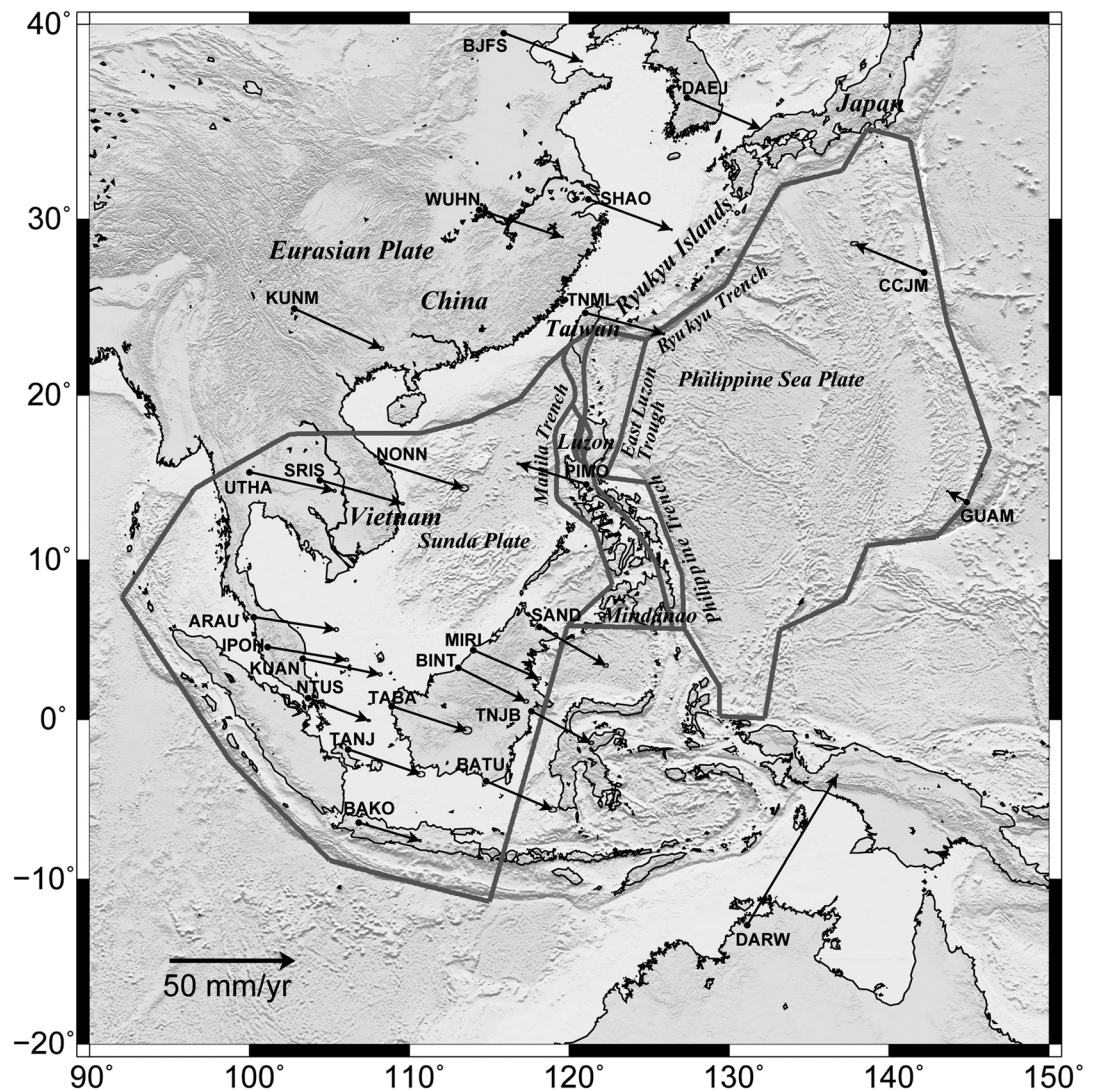 40°
BJFS
DAEJ
Japan
WUHN
SHAO
30°
Eurasian Plate
Ryukyu Islands
CCJM
KUNM
China
TNML
Taiwan
Ryukyu Trench
20°
Philippine Sea Plate
East Luzon
Trough
Manila Trench
Luzon
NONN
SRIS
UTHA
PIMO
Vietnam
Sunda Plate
GUAM
10°
Philippine Trench
ARAU
SAND
Mindanao
IPOH
MIRI
KUAN
BINT
NTUS
TABA
0°
TNJB
TANJ
BATU
BAKO
−10°
DARW
50 mm/yr
−20°
90°
100°
110°
120°
130°
140°
150°